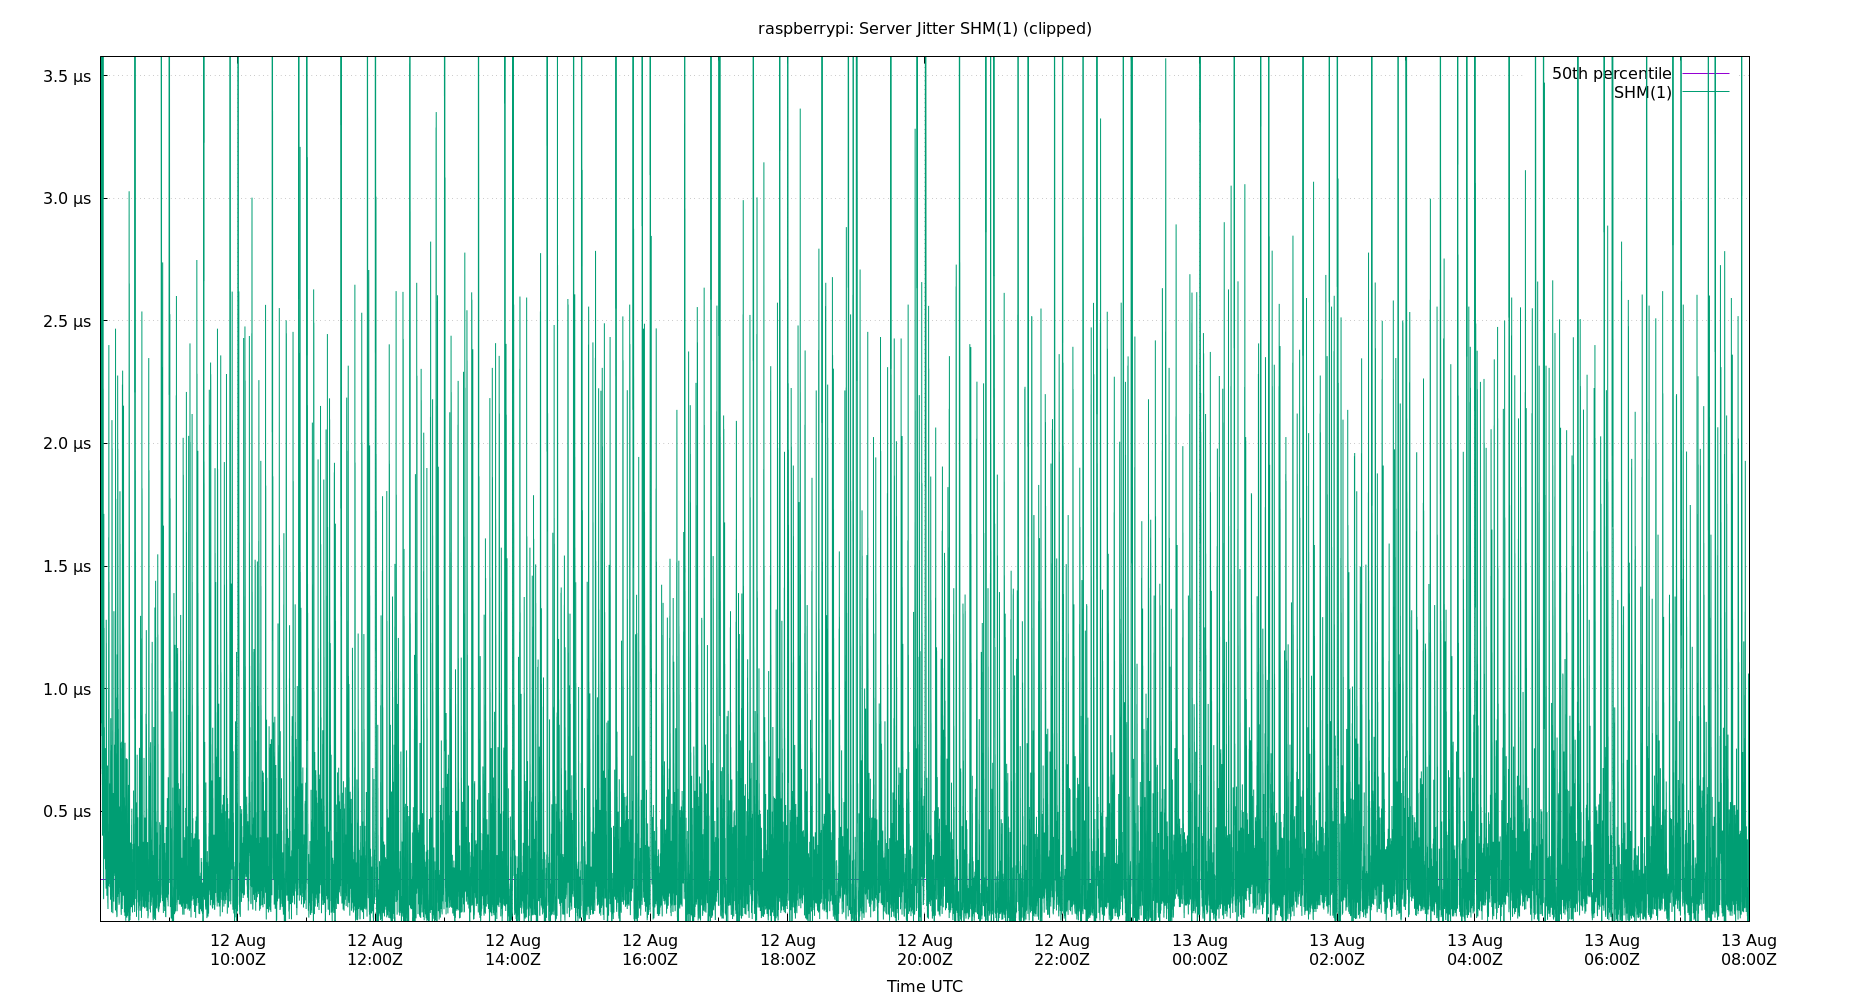 raspberrypi: Server Jitter SHM(1) (clipped)
50th percentile
SHM(1)
3.5 µs
3.0 µs
2.5 µs
2.0 µs
1.5 µs
1.0 µs
0.5 µs
12 Aug 12 Aug 12 Aug 12 Aug 12 Aug 12 Aug 12 Aug 13 Aug 13 Aug 13 Aug 13 Aug 13 Aug
10:00Z 12:00Z 14:00Z 16:00Z 18:00Z 20:00Z 22:00Z 00:00Z 02:00Z 04:00Z 06:00Z 08:00Z
Time UTC